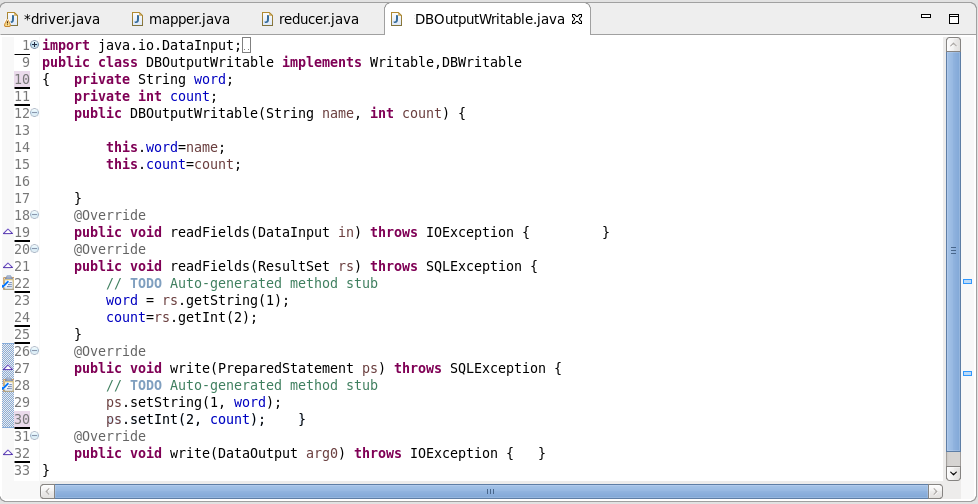 *driver.java mapper.java reducer.java DBOutputWritable.java
1 import java.io.DataInput;
9 public class DBOutputWritable implements Writable,DBWritable
10 {   private String word;
11     private int count;
12     public DBOutputWritable(String name, int count) {
13
14         this.word=name;
15         this.count=count;
16
17     }
18     @Override
19     public void readFields(DataInput in) throws IOException {         }
20     @Override
21     public void readFields(ResultSet rs) throws SQLException {
22         // TODO Auto-generated method stub
23         word = rs.getString(1);
24         count=rs.getInt(2);
25     }
26     @Override
27     public void write(PreparedStatement ps) throws SQLException {
28         // TODO Auto-generated method stub
29         ps.setString(1, word);
30         ps.setInt(2, count);    }
31     @Override
32     public void write(DataOutput arg0) throws IOException {   }
33 }